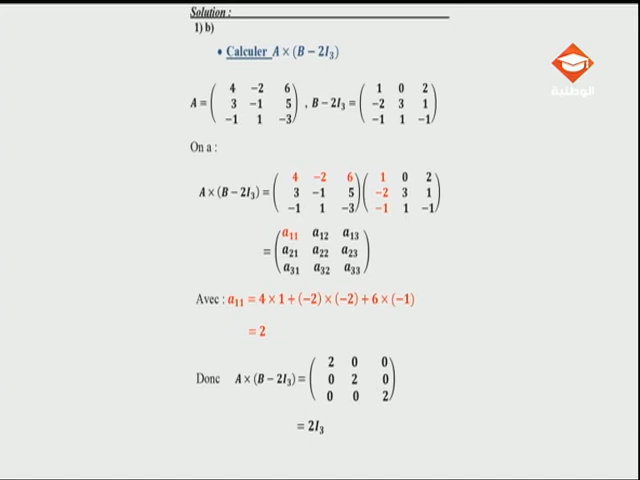 Solution :
1) b)
• Calculer A × (B − 2I₃)
A = ( 4 −2 6 ; 3 −1 5 ; −1 1 −3 ) , B − 2I₃ = ( 1 0 2 ; −2 3 1 ; −1 1 −1 )
On a :
A × (B − 2I₃) = ( 4 −2 6 ; 3 −1 5 ; −1 1 −3 ) ( 1 0 2 ; −2 3 1 ; −1 1 −1 )
= ( a₁₁ a₁₂ a₁₃ ; a₂₁ a₂₂ a₂₃ ; a₃₁ a₃₂ a₃₃ )
Avec : a₁₁ = 4 × 1 + (−2) × (−2) + 6 × (−1)
= 2
Donc A × (B − 2I₃) = ( 2 0 0 ; 0 2 0 ; 0 0 2 )
= 2I₃
الوطنية